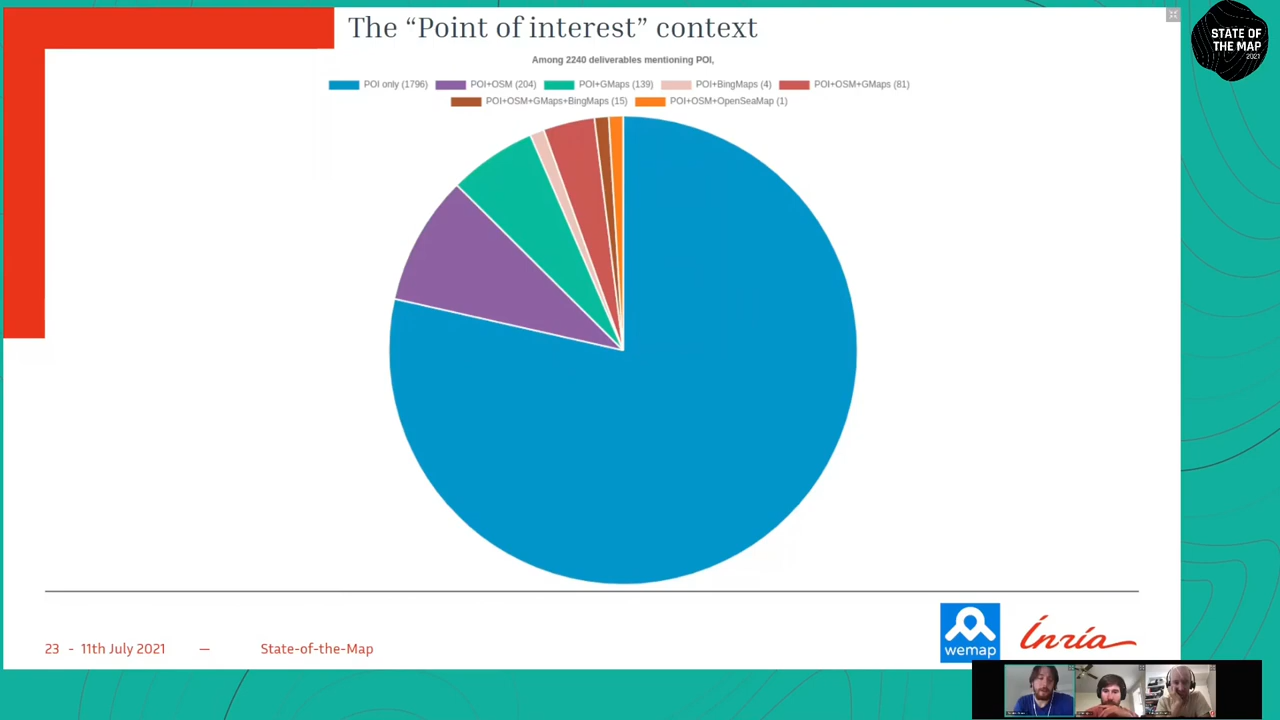 The “Point of interest” context
STATE OF
THE MAP
2021
Among 2240 deliverables mentioning POI,
POI only (1796) POI+OSM (204) POI+GMaps (139) POI+BingMaps (4) POI+OSM+GMaps (81)
POI+OSM+GMaps+BingMaps (15) POI+OSM+OpenSeaMap (1)
23 - 11th July 2021 — State-of-the-Map
wemap
Inría